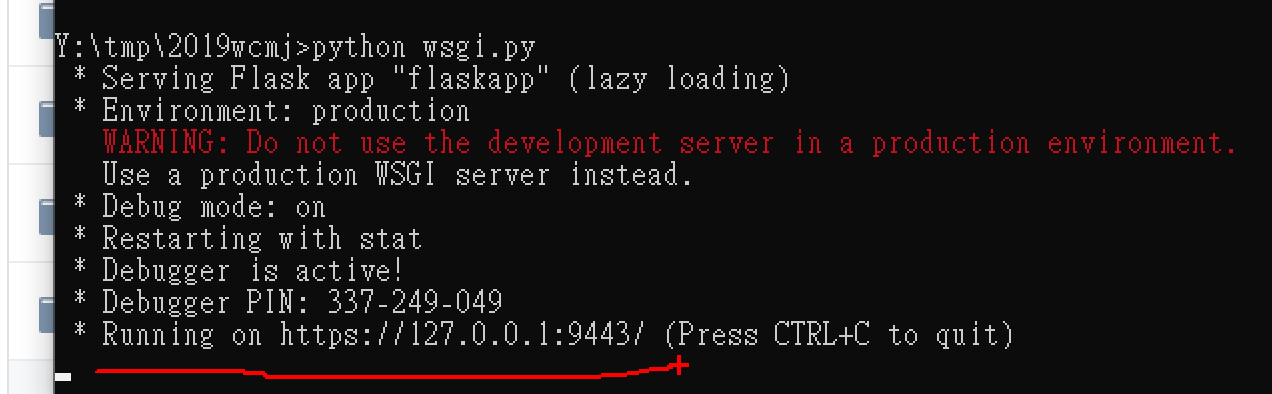 Y:\tmp\2019wcmj>python wsgi.py
* Serving Flask app "flaskapp" (lazy loading)
* Environment: production
WARNING: Do not use the development server in a production environment.
Use a production WSGI server instead.
* Debug mode: on
* Restarting with stat
* Debugger is active!
* Debugger PIN: 337-249-049
* Running on https://127.0.0.1:9443/ (Press CTRL+C to quit)